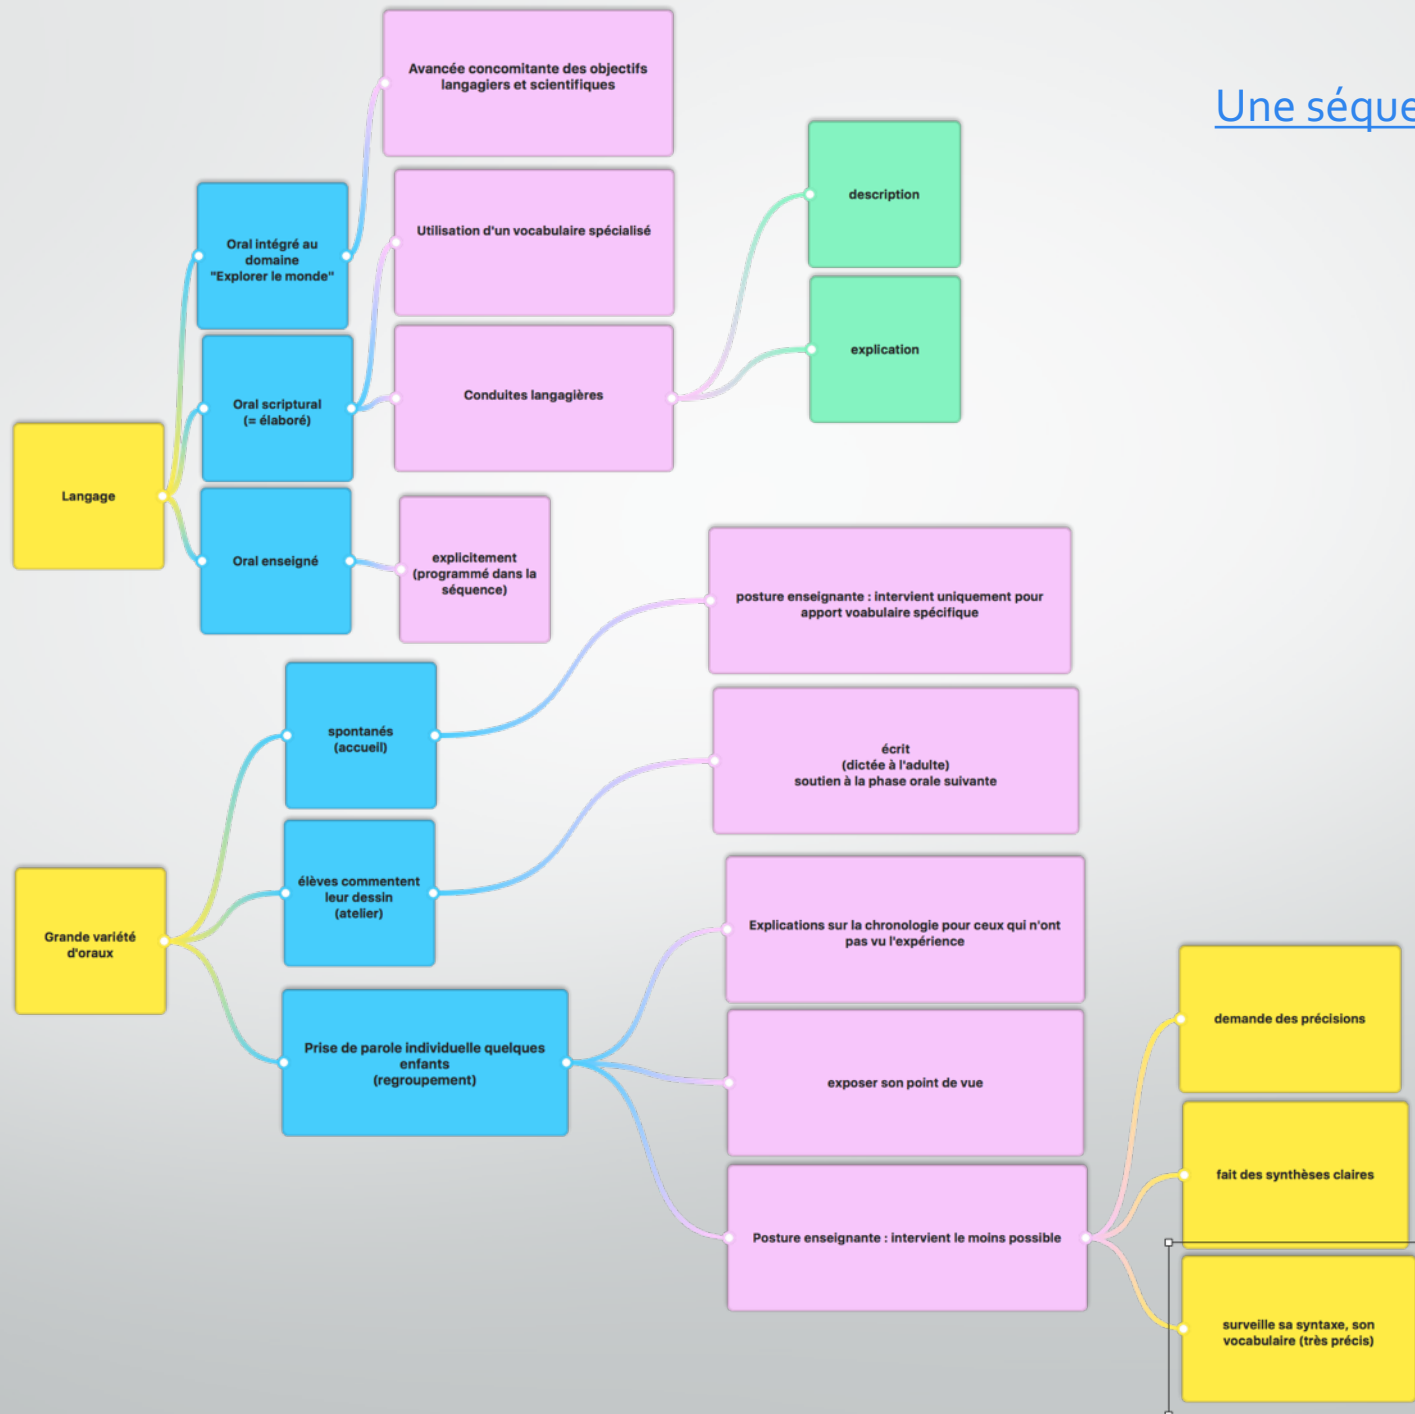 Une séque
Avancée concomitante des objectifs
langagiers et scientifiques
Oral intégré au
domaine
"Explorer le monde"
Utilisation d'un vocabulaire spécialisé
description
explication
Oral scriptural
(= élaboré)
Conduites langagières
Langage
Oral enseigné
explicitement
(programmé dans la
séquence)
spontanés
(accueil)
posture enseignante : intervient uniquement pour
apport voabulaire spécifique
élèves commentent
leur dessin
(atelier)
écrit
(dictée à l'adulte)
soutien à la phase orale suivante
Grande variété
d'oraux
Prise de parole individuelle quelques
enfants
(regroupement)
Explications sur la chronologie pour ceux qui n'ont
pas vu l'expérience
exposer son point de vue
Posture enseignante : intervient le moins possible
demande des précisions
fait des synthèses claires
surveille sa syntaxe, son
vocabulaire (très précis)